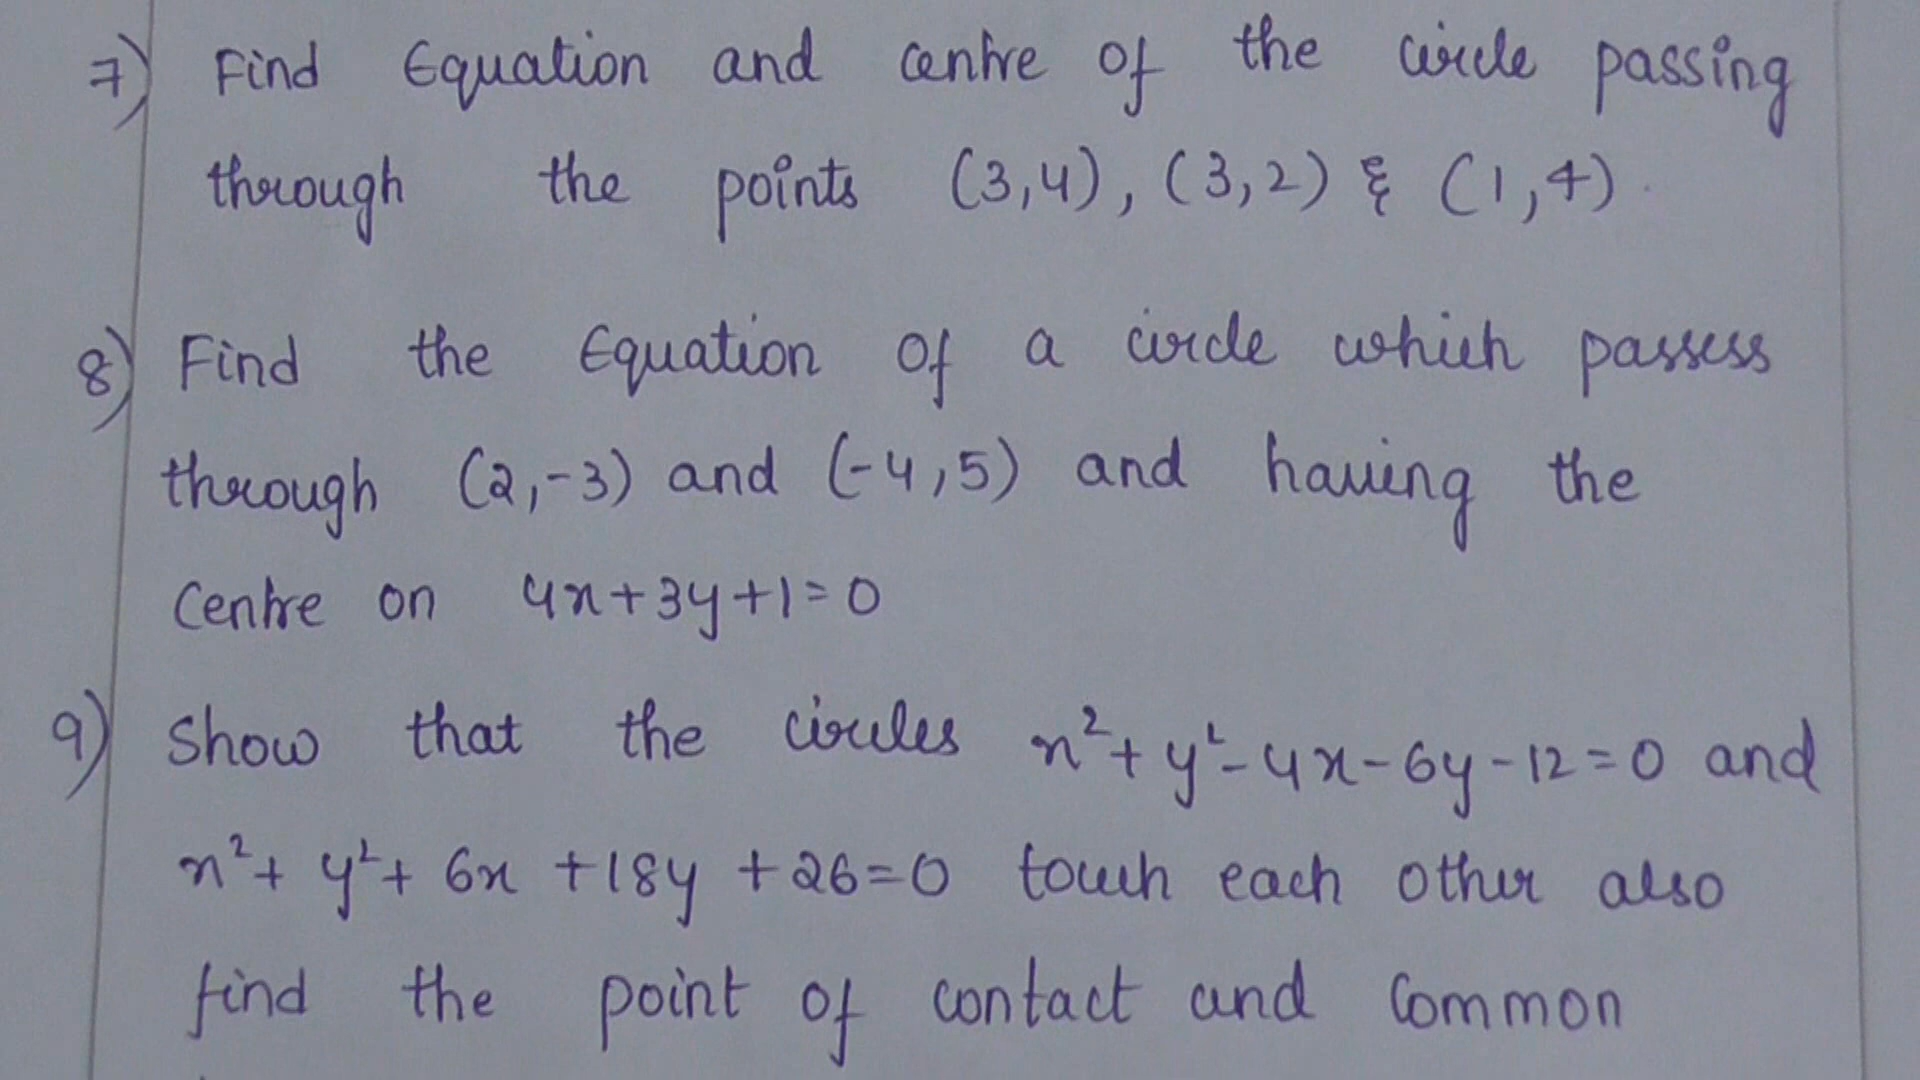 7) Find Equation and centre of the circle passing
through the points (3,4), (3,2) & (1,4).
8) Find the Equation of a circle which passess
through (2,-3) and (-4,5) and having the
Centre on 4x+3y+1=0
9) Show that the circles x²+y²-4x-6y-12=0 and
x²+y²+6x+18y+26=0 touch each other also
find the point of contact and Common